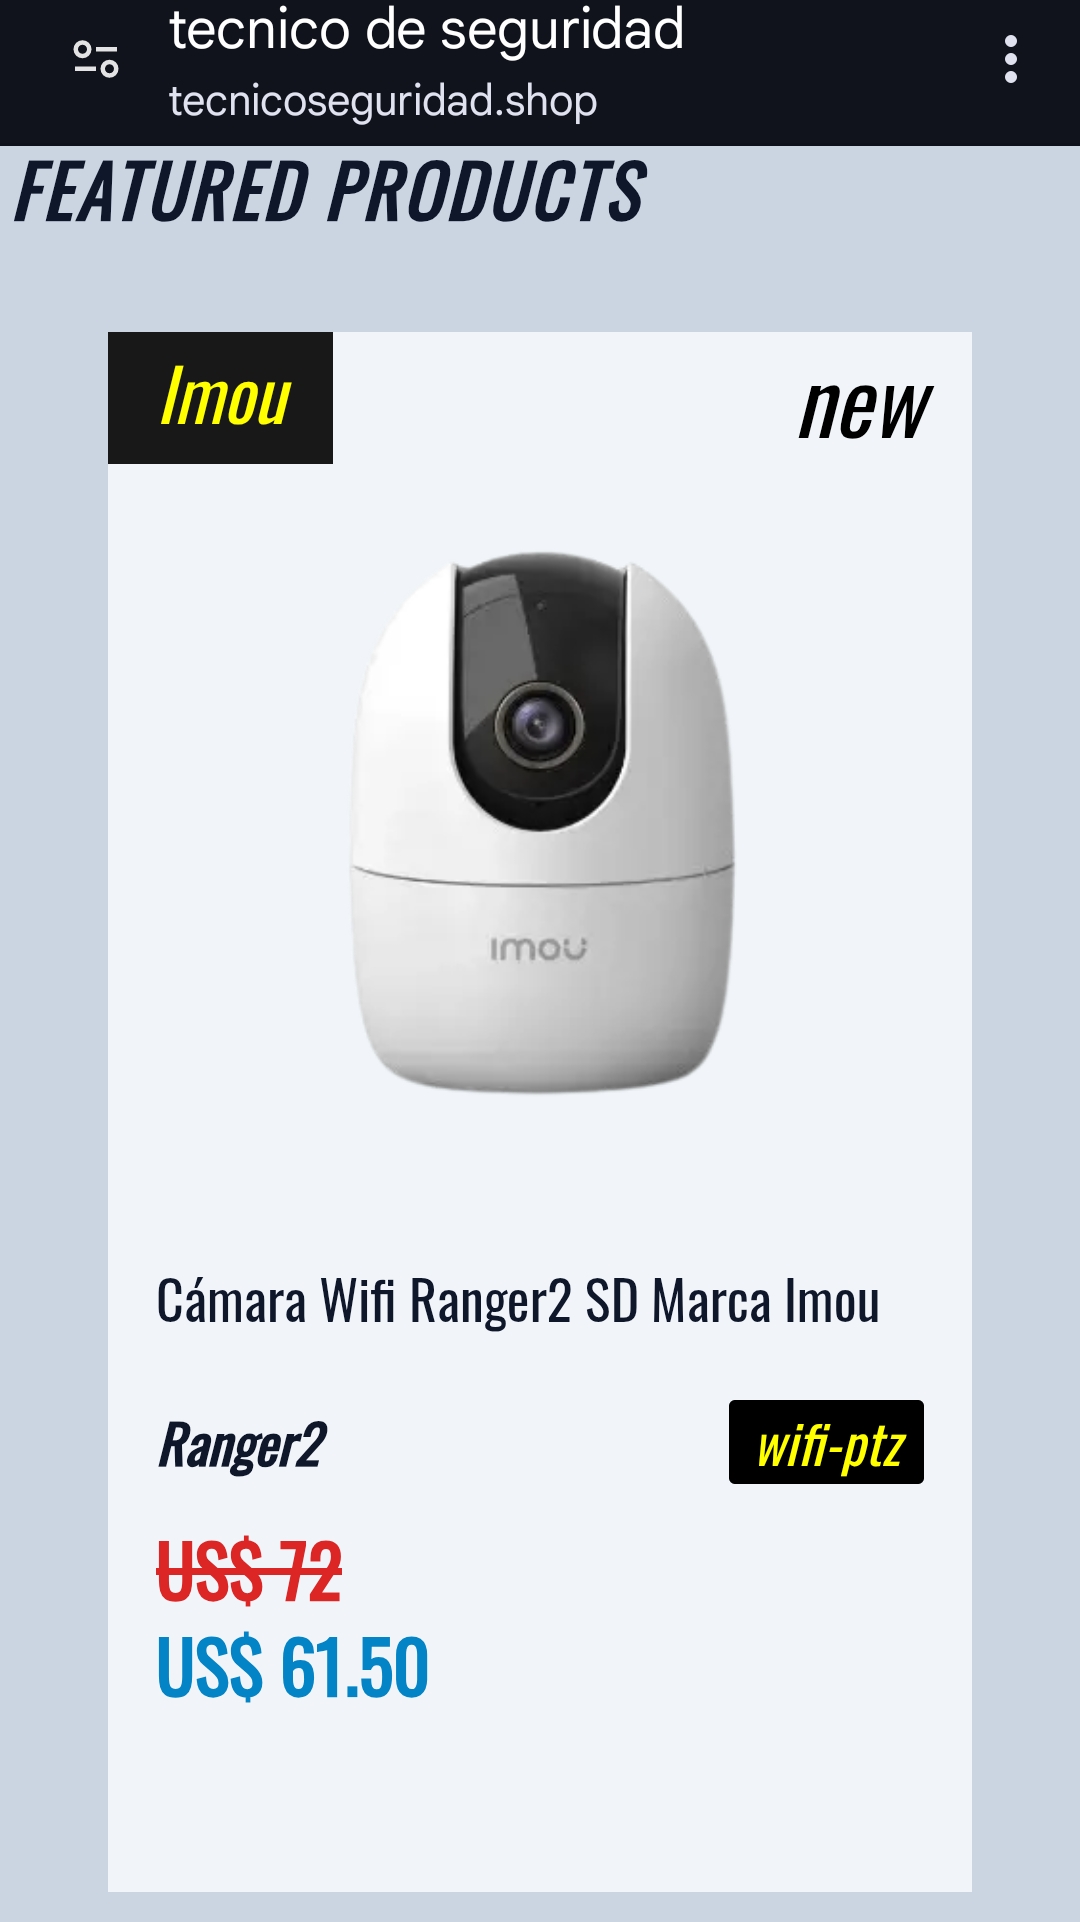 tecnico de seguridad
tecnicoseguridad.shop
FEATURED PRODUCTS
Imou
new
imou
Cámara Wifi Ranger2 SD Marca Imou
Ranger2
wifi-ptz
US$ 72
US$ 61.50